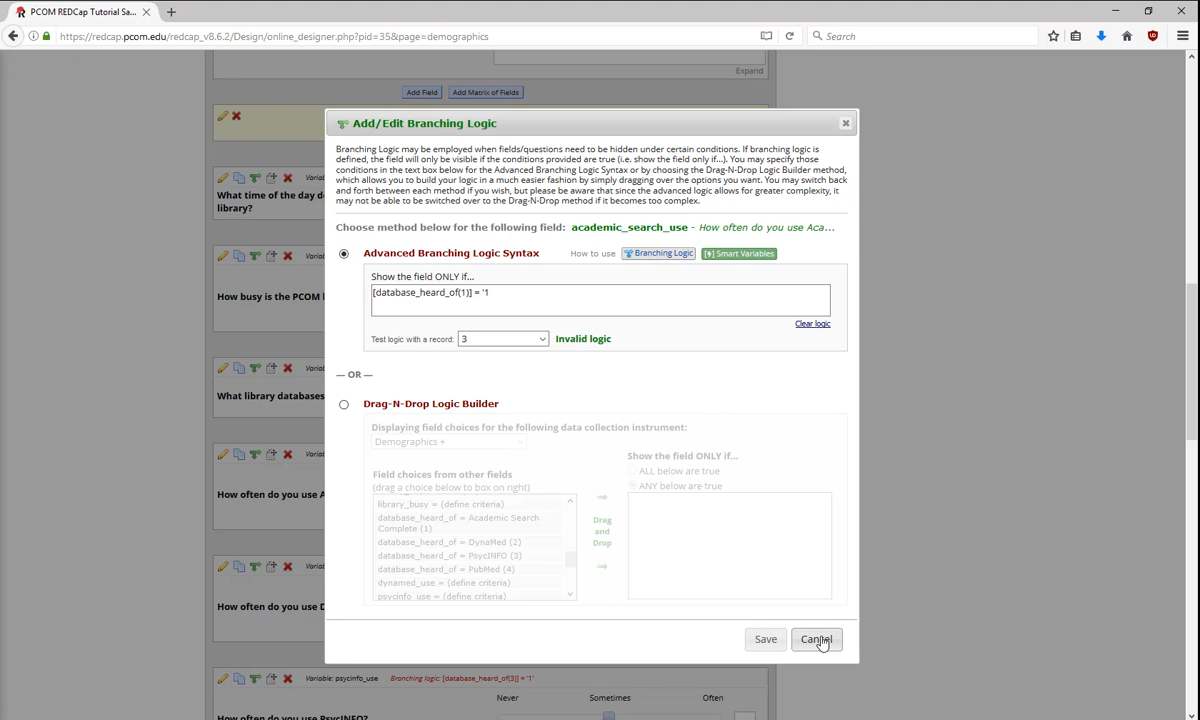 PCOM REDCap Tutorial Sa...
https://redcap.pcom.edu/redcap_v8.6.2/Design/online_designer.php?pid=35&page=demographics
Search
Expand
Add Field
Add Matrix of Fields
Add/Edit Branching Logic
Branching Logic may be employed when fields/questions need to be hidden under certain conditions. If branching logic is
defined, the field will only be visible if the conditions provided are true (i.e. show the field only if...). You may specify those
conditions in the text box below for the Advanced Branching Logic Syntax or by choosing the Drag-N-Drop Logic Builder method,
which allows you to build your logic in a much easier fashion by simply dragging over the options you want. You may switch back
and forth between each method if you wish, but please be aware that since the advanced logic allows for greater complexity, it
may not be able to be switched over to the Drag-N-Drop method if it becomes too complex.
Choose method below for the following field: academic_search_use - How often do you use Aca...
Advanced Branching Logic Syntax
How to use
Branching Logic
[⚡] Smart Variables
Show the field ONLY if...
[database_heard_of(1)] = '1
Clear logic
Test logic with a record: 3
Invalid logic
— OR —
Drag-N-Drop Logic Builder
Displaying field choices for the following data collection instrument:
Demographics +
Field choices from other fields
(drag a choice below to box on right)
library_busy = (define criteria)
database_heard_of = Academic Search
Complete (1)
database_heard_of = DynaMed (2)
database_heard_of = PsycINFO (3)
database_heard_of = PubMed (4)
dynamed_use = (define criteria)
psycinfo_use = (define criteria)
Drag
and
Drop
Show the field ONLY if...
ALL below are true
ANY below are true
Save
Cancel
Variab
What time of the day d
library?
Variab
How busy is the PCOM l
Variab
What library databases
Variab
How often do you use A
Variab
How often do you use D
Variable: psycinfo_use
Branching logic: [database_heard_of(3)] = '1'
Never
Sometimes
Often
How often do you use PsycINFO?